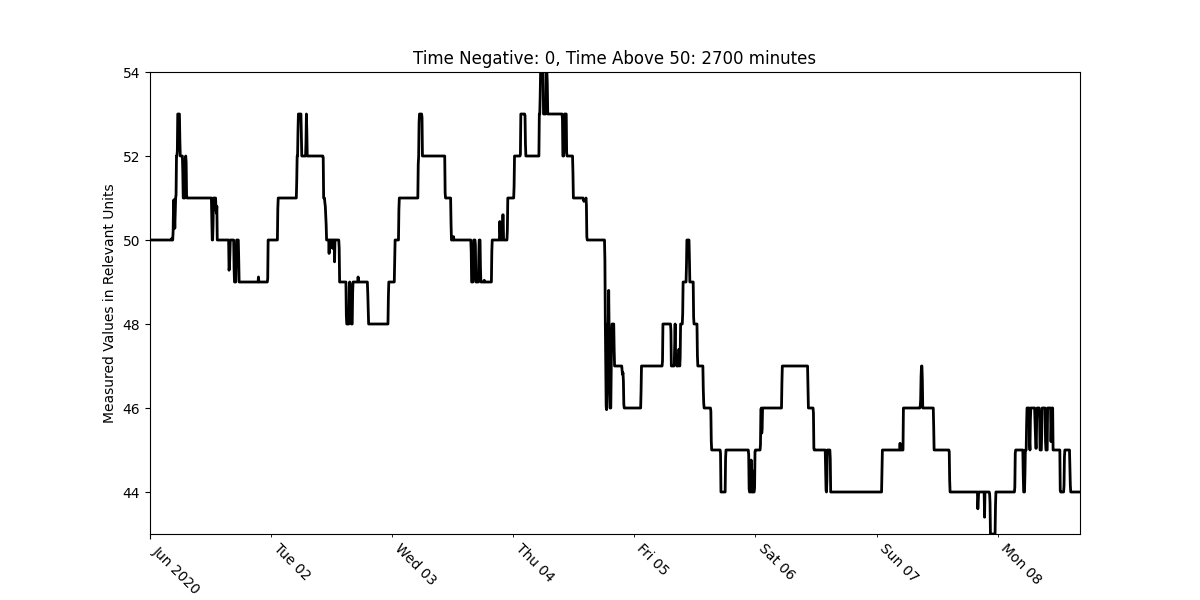 Time Negative: 0, Time Above 50: 2700 minutes
54
52
50
48
46
44
Measured Values in Relevant Units
Jun 2020
Tue 02
Wed 03
Thu 04
Fri 05
Sat 06
Sun 07
Mon 08